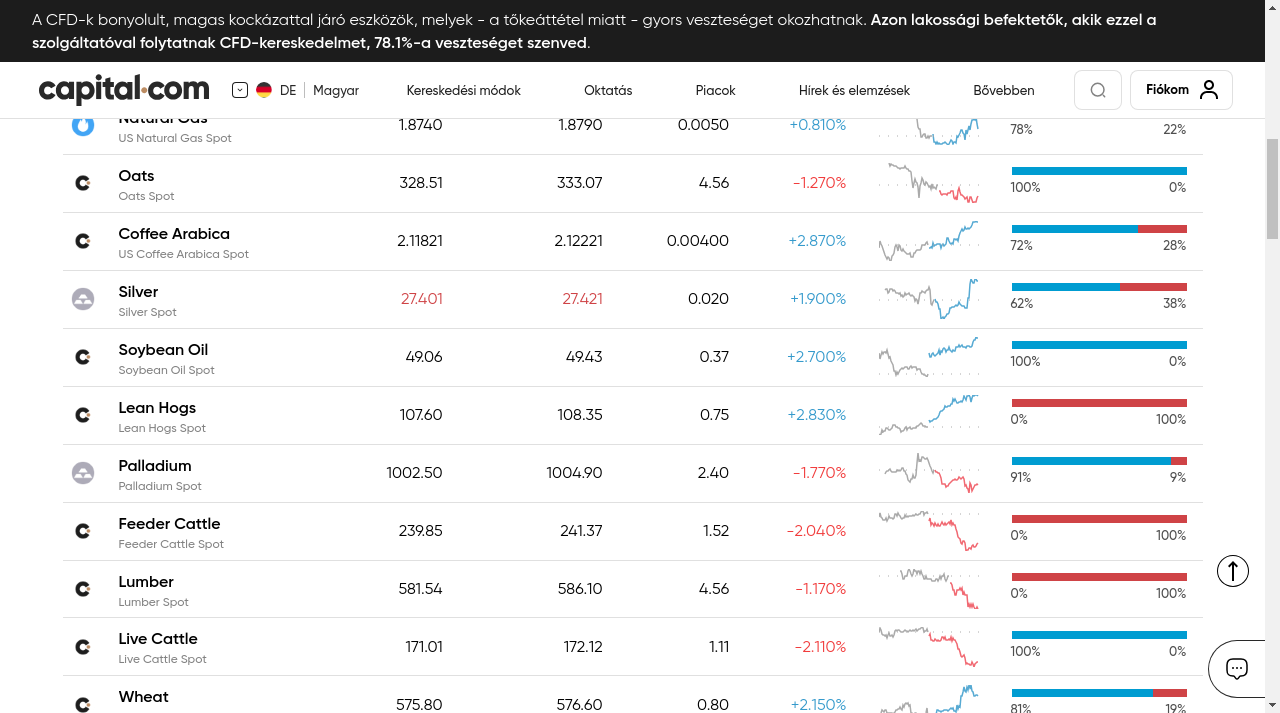 A CFD-k bonyolult, magas kockázattal járó eszközök, melyek - a tőkeáttétel miatt - gyors veszteséget okozhatnak. Azon lakossági befektetők, akik ezzel a
szolgáltatóval folytatnak CFD-kereskedelmet, 78.1%-a veszteséget szenved.
capital.com DE Magyar Kereskedési módok Oktatás Piacok Hírek és elemzések Bővebben Fiókom
Natural Gas 1.8740 1.8790 0.0050 +0.810% 78% 22%
US Natural Gas Spot
Oats 328.51 333.07 4.56 -1.270% 100% 0%
Oats Spot
Coffee Arabica 2.11821 2.12221 0.00400 +2.870% 72% 28%
US Coffee Arabica Spot
Silver 27.401 27.421 0.020 +1.900% 62% 38%
Silver Spot
Soybean Oil 49.06 49.43 0.37 +2.700% 100% 0%
Soybean Oil Spot
Lean Hogs 107.60 108.35 0.75 +2.830% 0% 100%
Lean Hogs Spot
Palladium 1002.50 1004.90 2.40 -1.770% 91% 9%
Palladium Spot
Feeder Cattle 239.85 241.37 1.52 -2.040% 0% 100%
Feeder Cattle Spot
Lumber 581.54 586.10 4.56 -1.170% 0% 100%
Lumber Spot
Live Cattle 171.01 172.12 1.11 -2.110% 100% 0%
Live Cattle Spot
Wheat 575.80 576.60 0.80 +2.150% 81% 19%